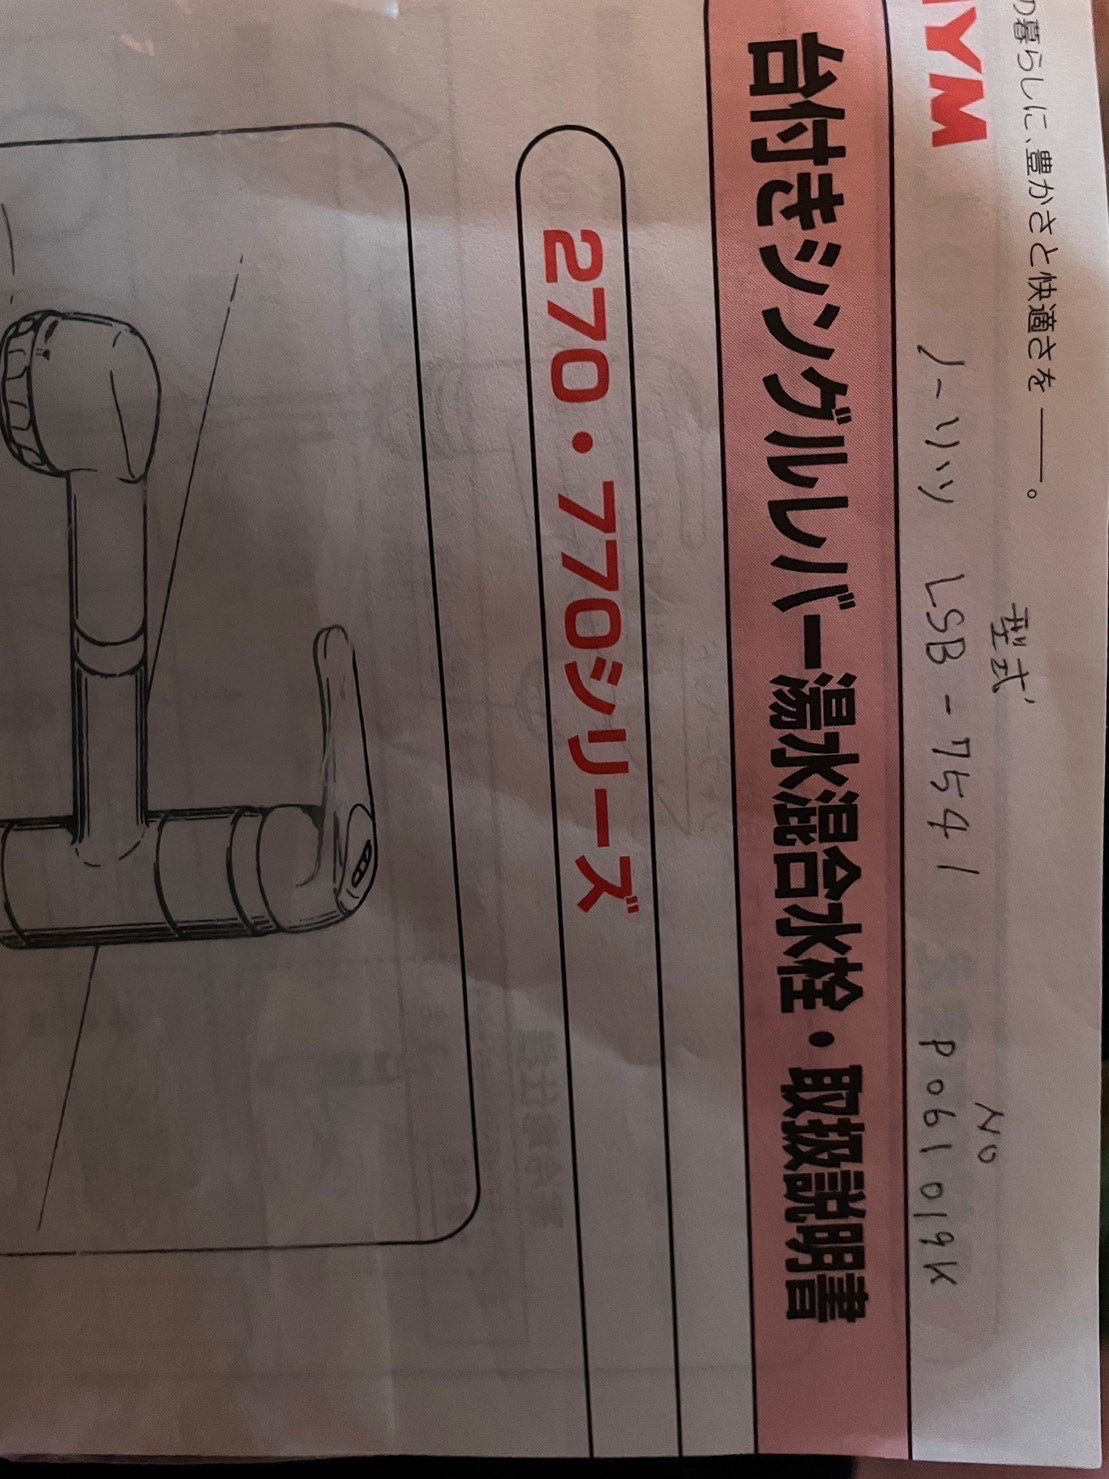 の暮らしに、豊かさと快適さを――。
YM
型式
No
ノーリツ LSB-7541 P061019K
台付きシングルレバー湯水混合水栓・取扱説明書
270・770シリーズ